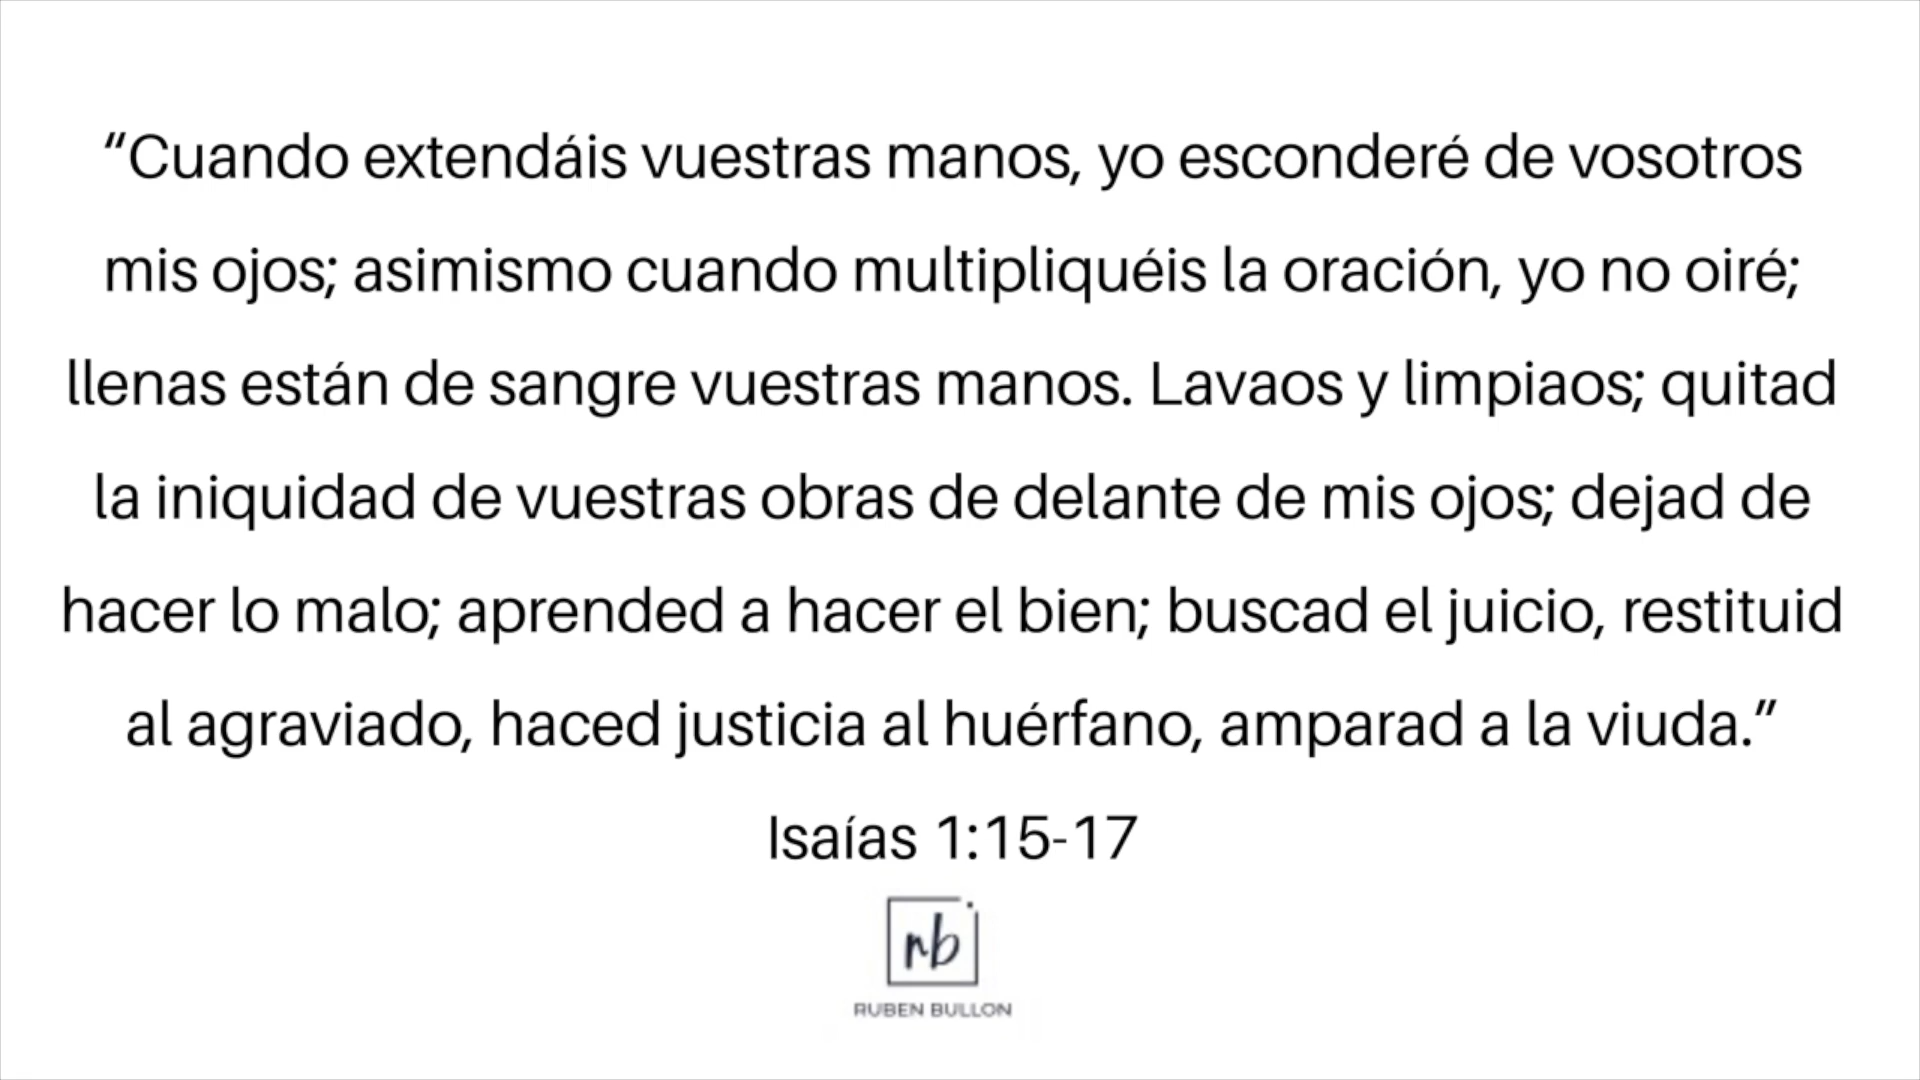 “Cuando extendáis vuestras manos, yo esconderé de vosotros
mis ojos; asimismo cuando multipliquéis la oración, yo no oiré;
llenas están de sangre vuestras manos. Lavaos y limpiaos; quitad
la iniquidad de vuestras obras de delante de mis ojos; dejad de
hacer lo malo; aprended a hacer el bien; buscad el juicio, restituid
al agraviado, haced justicia al huérfano, amparad a la viuda.”
Isaías 1:15-17
rb
RUBEN BULLON